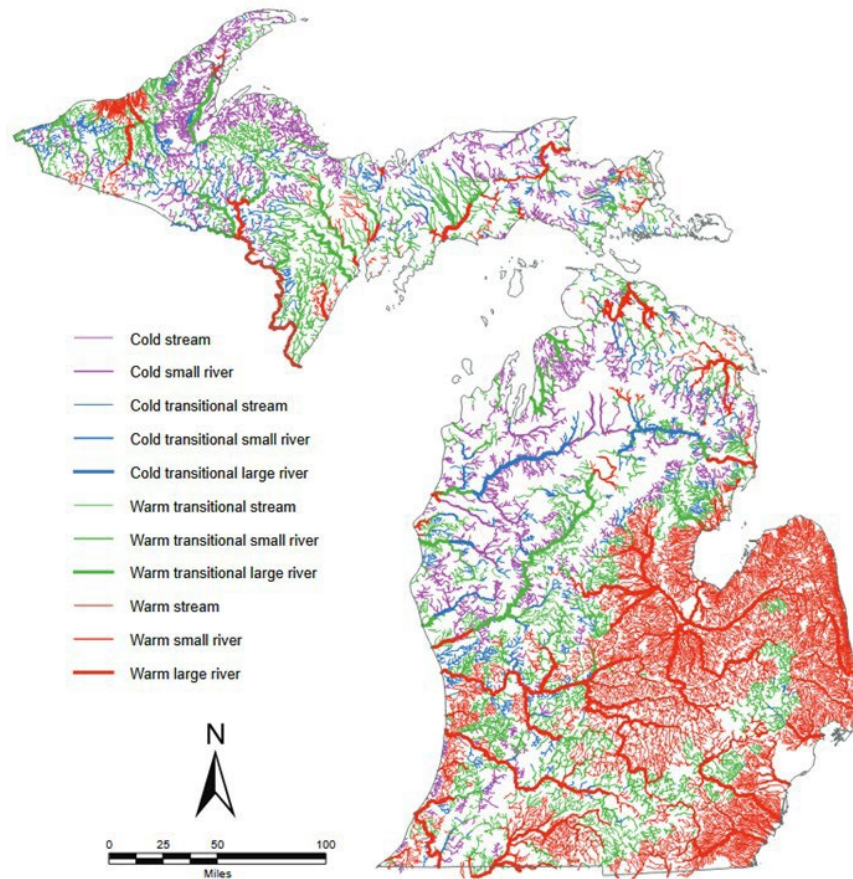 Cold stream
Cold small river
Cold transitional stream
Cold transitional small river
Cold transitional large river
Warm transitional stream
Warm transitional small river
Warm transitional large river
Warm stream
Warm small river
Warm large river
N
0 25 50 100
Miles